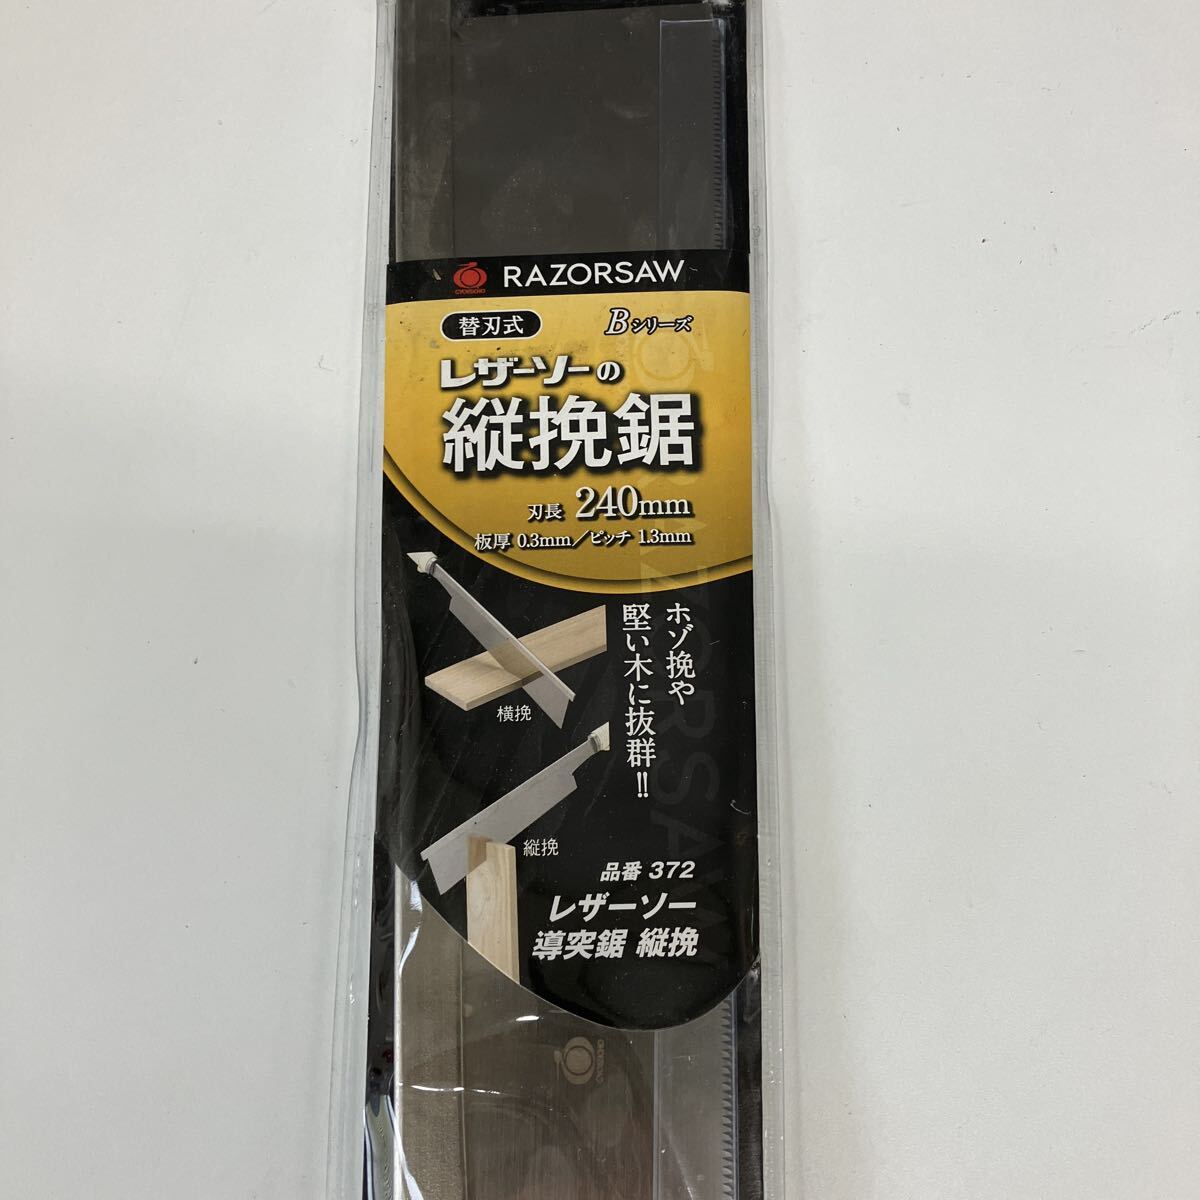 RAZORSAW
GYOKUCHO
替刃式
Bシリーズ
レザーソーの
縦挽鋸
刃長 240mm
板厚 0.3mm/ピッチ 1.3mm
ホゾ挽や
堅い木に抜群!!
横挽
縦挽
品番 372
レザーソー
導突鋸 縦挽
RAZORSAW